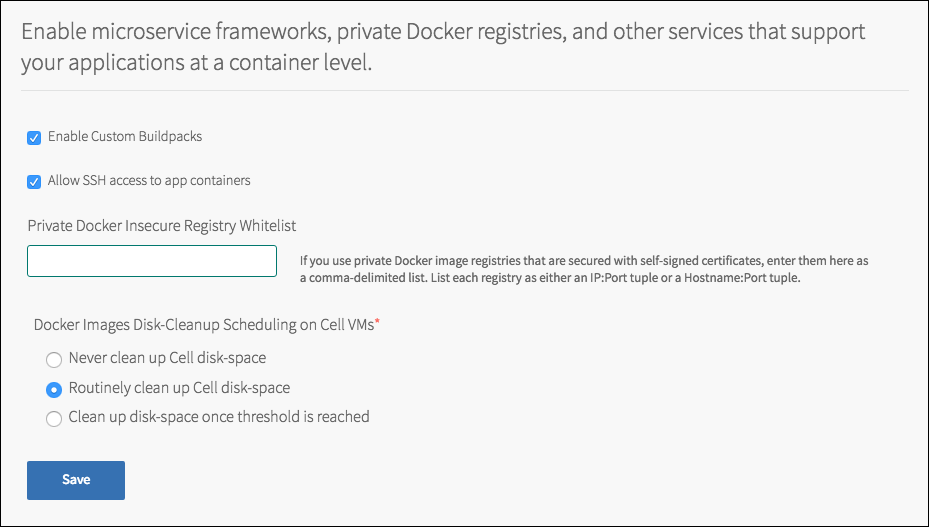 Enable microservice frameworks, private Docker registries, and other services that support
your applications at a container level.
Enable Custom Buildpacks
Allow SSH access to app containers
Private Docker Insecure Registry Whitelist
If you use private Docker image registries that are secured with self-signed certificates, enter them here as
a comma-delimited list. List each registry as either an IP:Port tuple or a Hostname:Port tuple.
Docker Images Disk-Cleanup Scheduling on Cell VMs*
Never clean up Cell disk-space
Routinely clean up Cell disk-space
Clean up disk-space once threshold is reached
Save